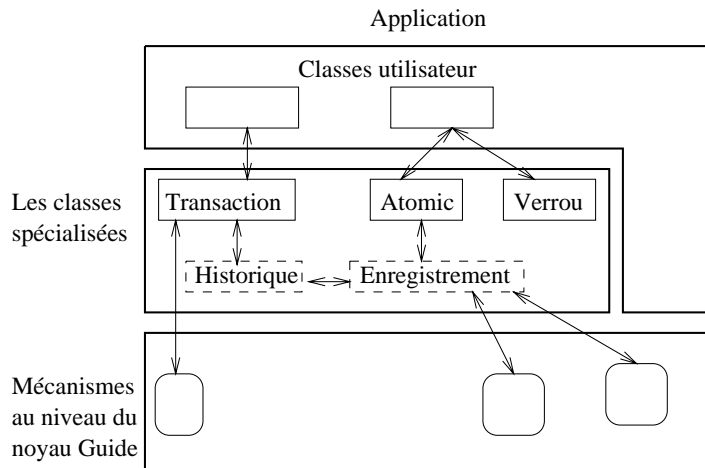 Application
Classes utilisateur
Les classes
spécialisées
Transaction
Atomic
Verrou
Historique
Enregistrement
Mécanismes
au niveau du
noyau Guide